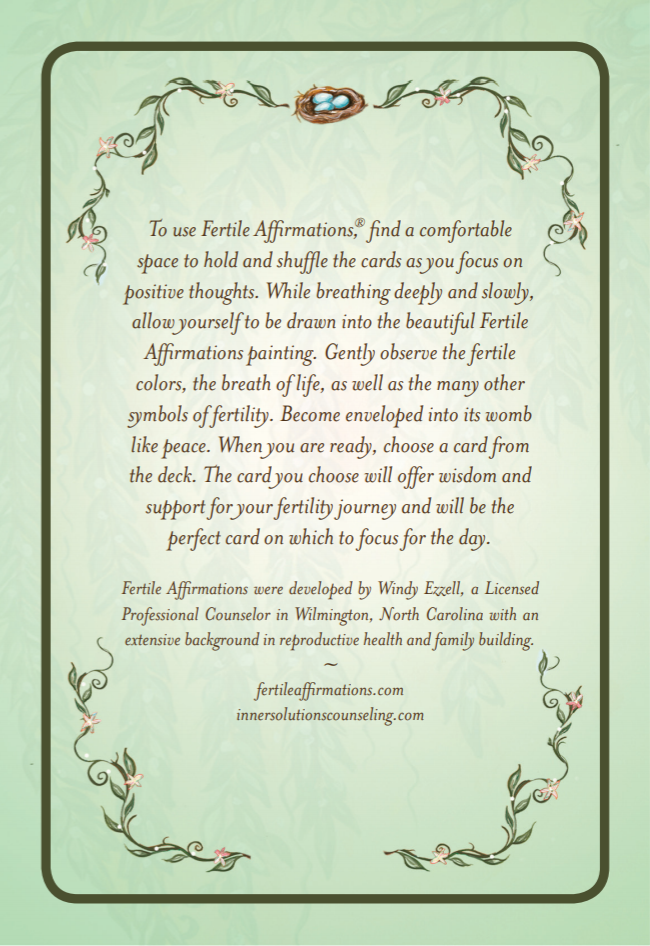 To use Fertile Affirmations,® find a comfortable
space to hold and shuffle the cards as you focus on
positive thoughts. While breathing deeply and slowly,
allow yourself to be drawn into the beautiful Fertile
Affirmations painting. Gently observe the fertile
colors, the breath of life, as well as the many other
symbols of fertility. Become enveloped into its womb
like peace. When you are ready, choose a card from
the deck. The card you choose will offer wisdom and
support for your fertility journey and will be the
perfect card on which to focus for the day.
Fertile Affirmations were developed by Windy Ezzell, a Licensed
Professional Counselor in Wilmington, North Carolina with an
extensive background in reproductive health and family building.
~
fertileaffirmations.com
innersolutionscounseling.com